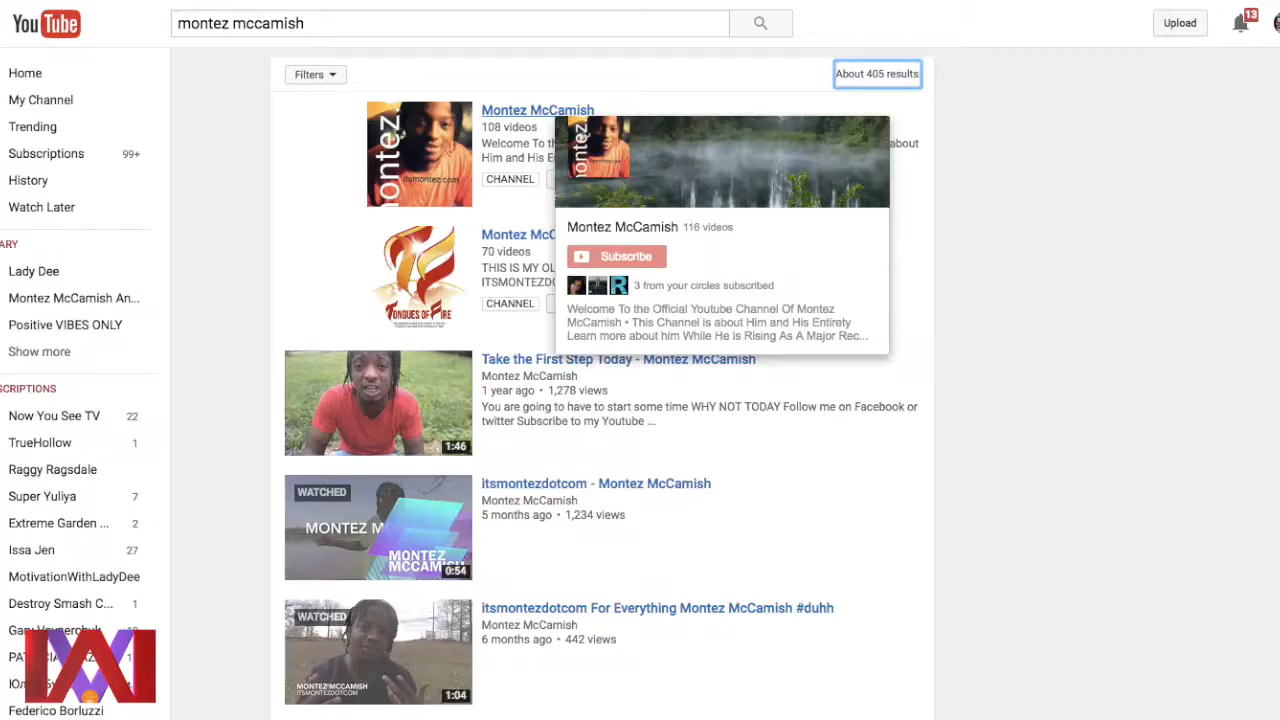 YouTube
montez mccamish
Upload
13
Home
My Channel
Trending
Subscriptions 99+
History
Watch Later
ARY
Lady Dee
Montez McCamish An...
Positive VIBES ONLY
Show more
SCRIPTIONS
Now You See TV 22
TrueHollow 1
Raggy Ragsdale
Super Yuliya 7
Extreme Garden ... 2
Issa Jen 27
MotivationWithLadyDee
Destroy Smash C... 1
Federico Borluzzi
Filters
About 405 results
montez.
itsmontez.com
Montez McCamish
108 videos
Welcome To th
about
Him and His E
CHANNEL
Montez McC
70 videos
THIS IS MY OL
ITSMONTEZDO
CHANNEL
TONGUES OF FIRE
Montez McCamish 116 videos
Subscribe
3 from your circles subscribed
Welcome To the Official Youtube Channel Of Montez
McCamish • This Channel is about Him and His Entirety
Learn more about him While He is Rising As A Major Rec...
Take the First Step Today - Montez McCamish
Montez McCamish
1 year ago • 1,278 views
You are going to have to start some time WHY NOT TODAY Follow me on Facebook or
twitter Subscribe to my Youtube ...
1:46
WATCHED
MONTEZ M
MONTEZ
MCCAMISH
0:54
itsmontezdotcom - Montez McCamish
Montez McCamish
5 months ago • 1,234 views
WATCHED
MONTEZ MCCAMISH
ITSMONTEZDOTCOM
1:04
itsmontezdotcom For Everything Montez McCamish #duhh
Montez McCamish
6 months ago • 442 views